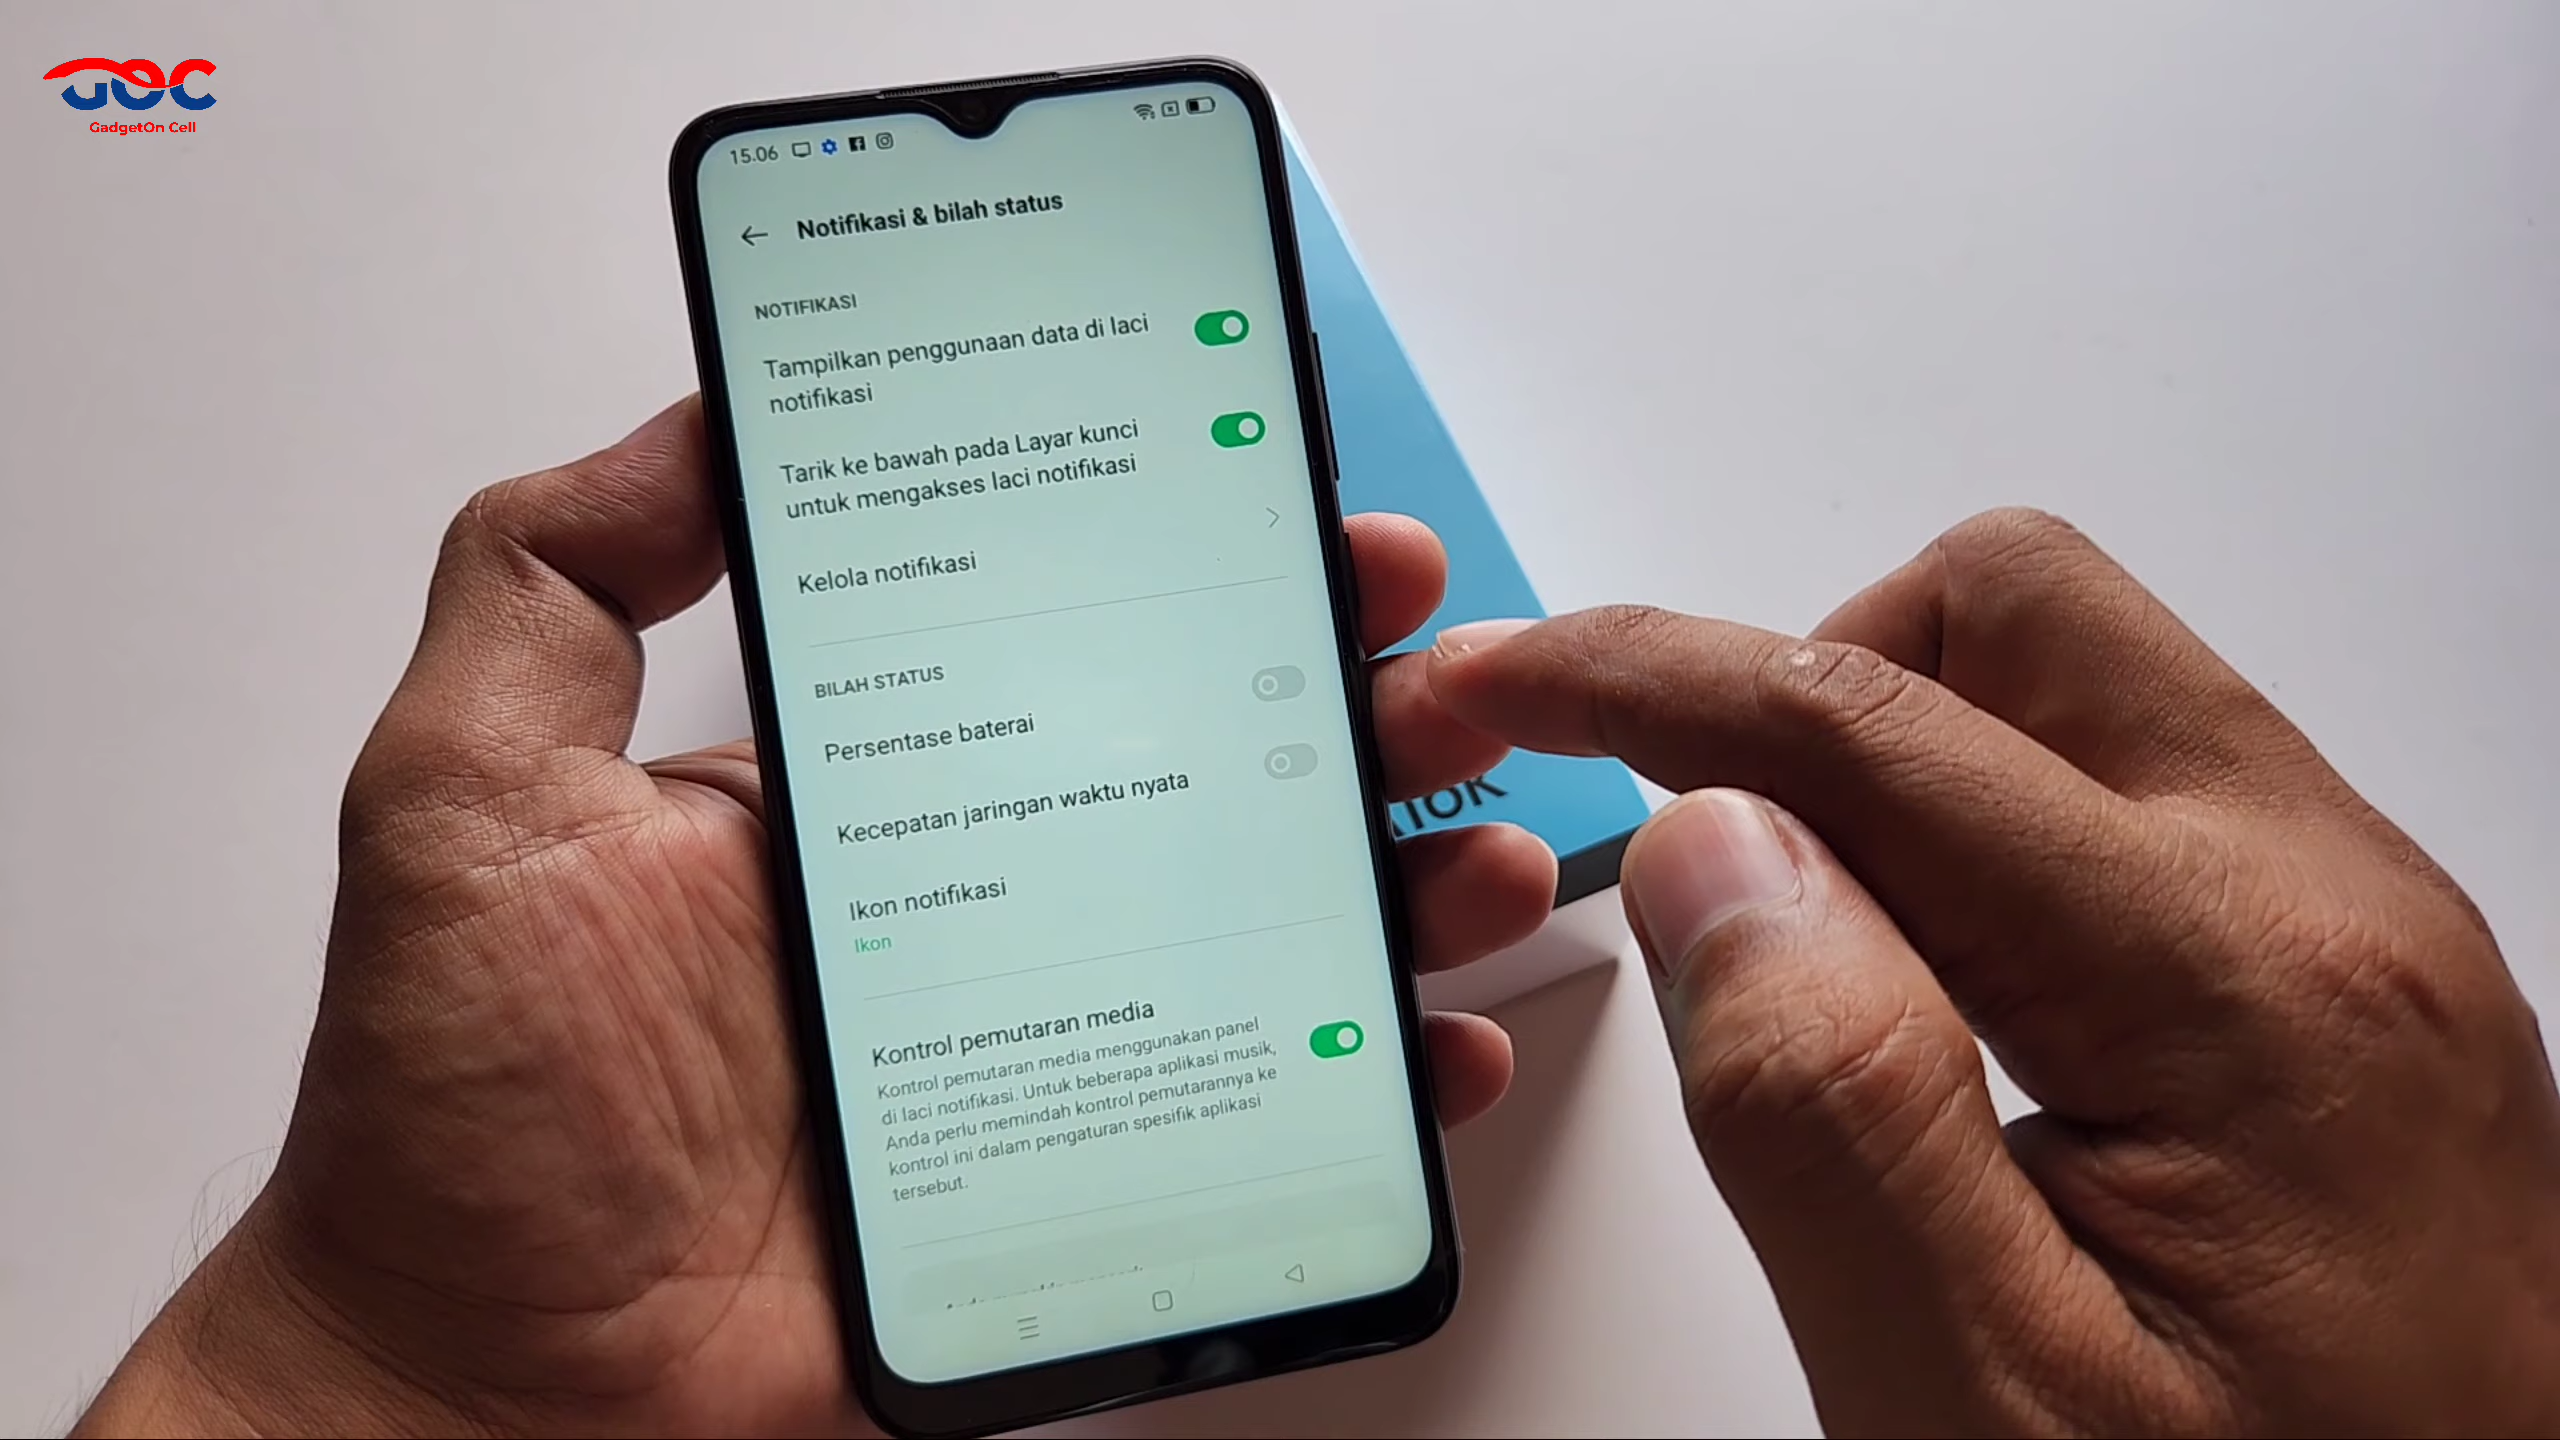 GOC
GadgetOn Cell
15.06
Notifikasi & bilah status
NOTIFIKASI
Tampilkan penggunaan data di laci
notifikasi
Tarik ke bawah pada Layar kunci
untuk mengakses laci notifikasi
Kelola notifikasi
BILAH STATUS
Persentase baterai
Kecepatan jaringan waktu nyata
Ikon notifikasi
Ikon
Kontrol pemutaran media
Kontrol pemutaran media menggunakan panel
di laci notifikasi. Untuk beberapa aplikasi musik,
Anda perlu memindah kontrol pemutarannya ke
kontrol ini dalam pengaturan spesifik aplikasi
tersebut.